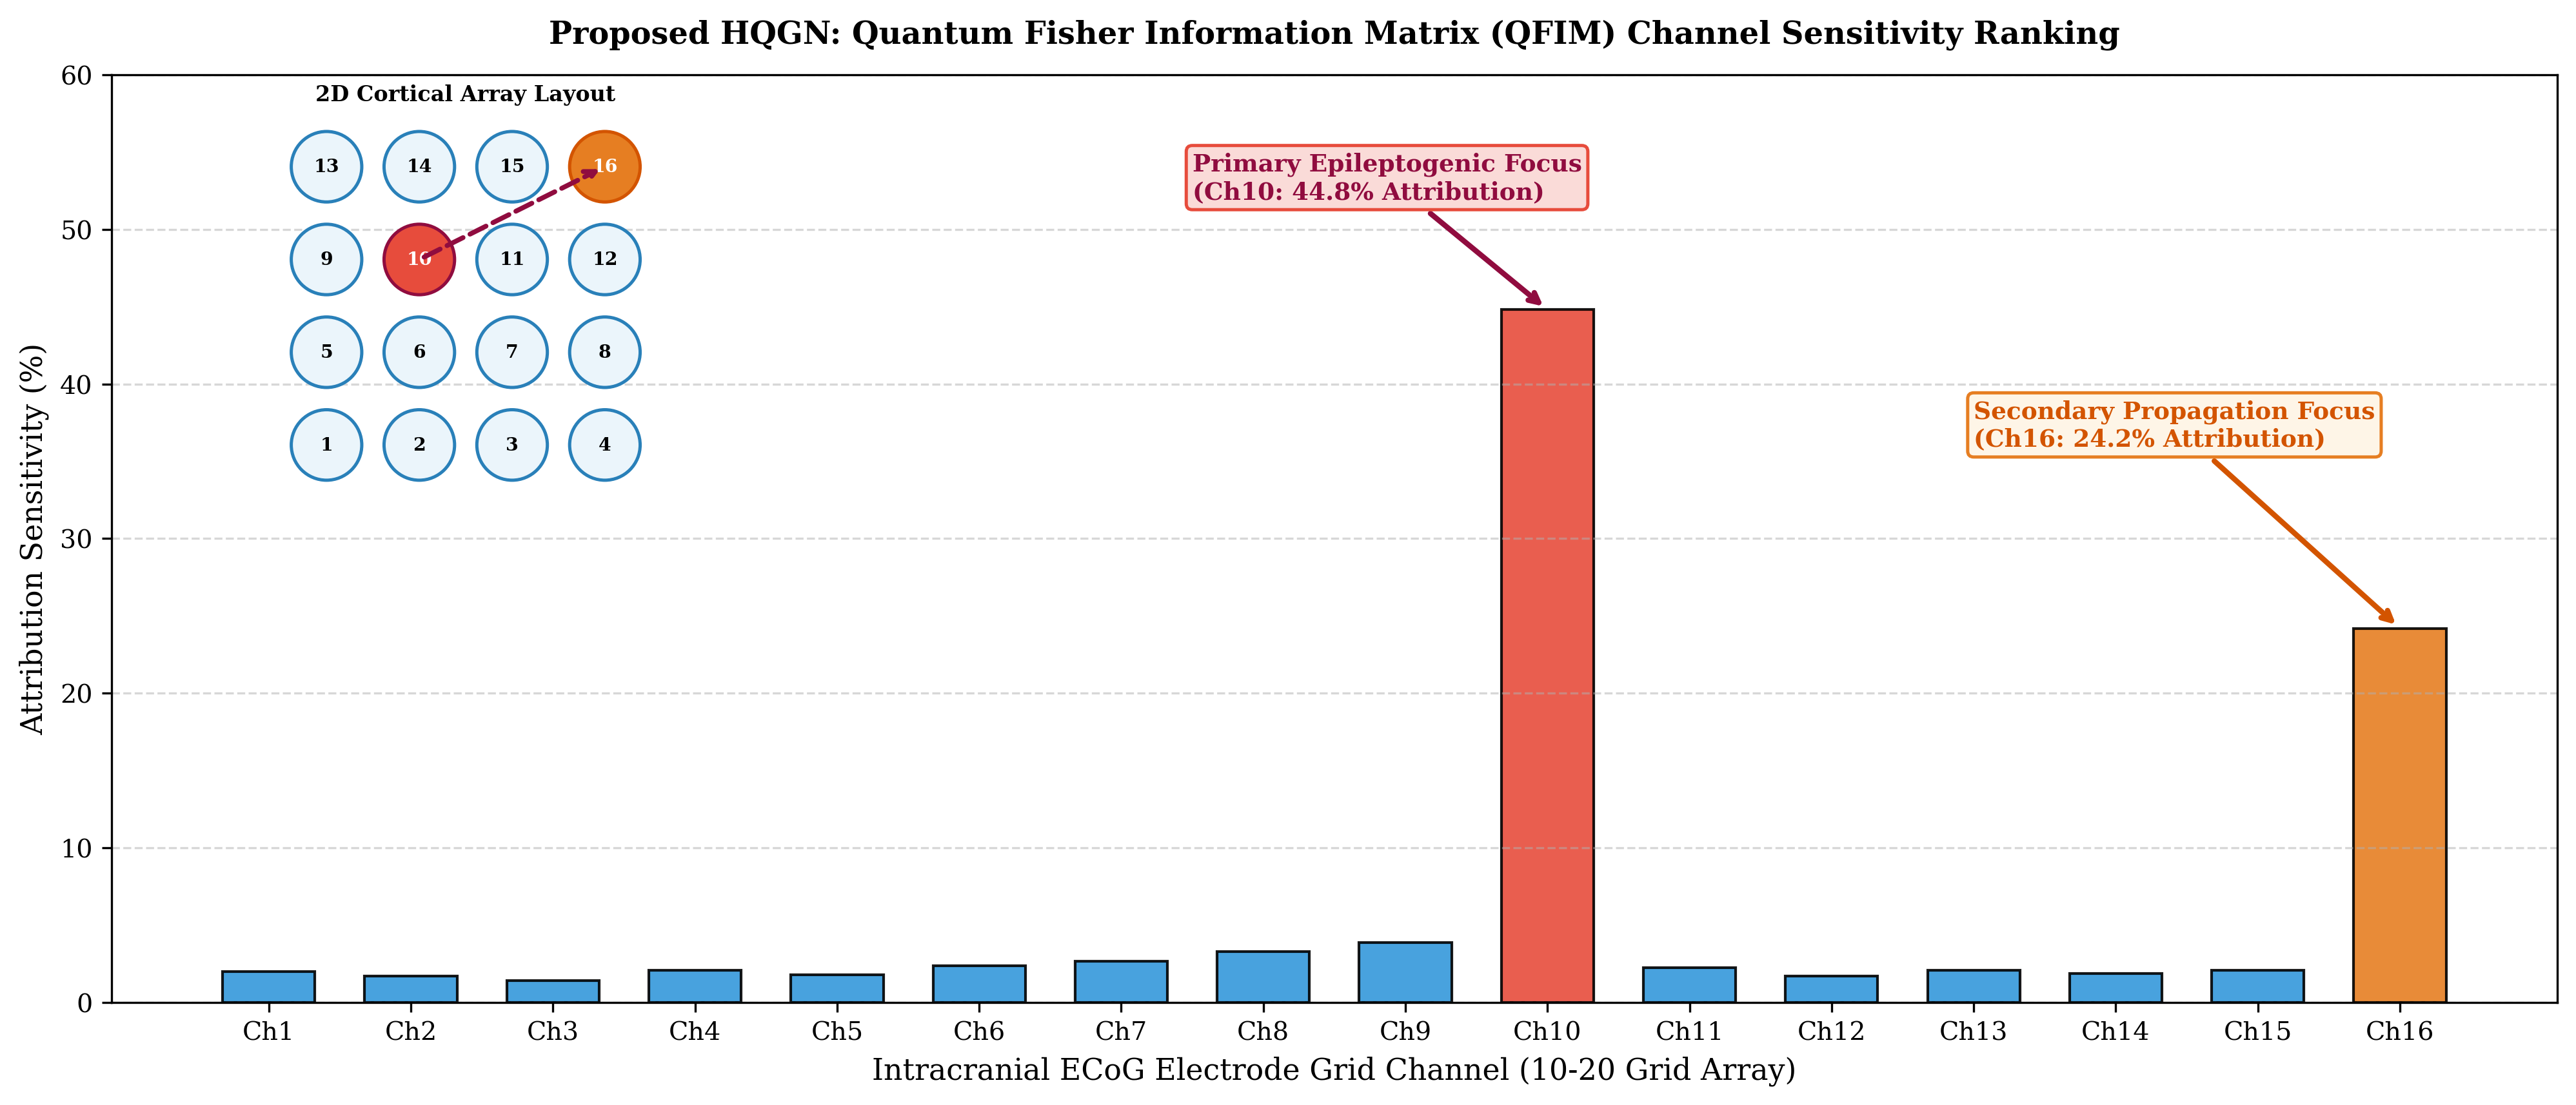 Proposed HQGN: Quantum Fisher Information Matrix (QFIM) Channel Sensitivity Ranking
Attribution Sensitivity (%)
60
50
40
30
20
10
0
2D Cortical Array Layout
13 14 15 16
9 10 11 12
5 6 7 8
1 2 3 4
Primary Epileptogenic Focus
(Ch10: 44.8% Attribution)
Secondary Propagation Focus
(Ch16: 24.2% Attribution)
Ch1 Ch2 Ch3 Ch4 Ch5 Ch6 Ch7 Ch8 Ch9 Ch10 Ch11 Ch12 Ch13 Ch14 Ch15 Ch16
Intracranial ECoG Electrode Grid Channel (10-20 Grid Array)